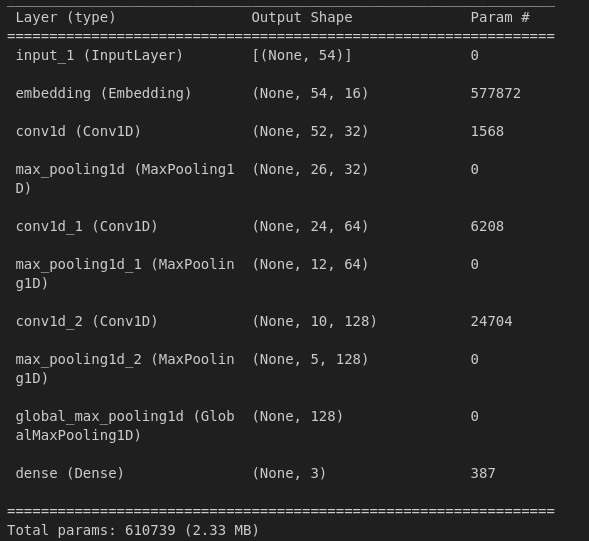 Layer (type) Output Shape Param #
=================================================================
input_1 (InputLayer) [(None, 54)] 0
embedding (Embedding) (None, 54, 16) 577872
conv1d (Conv1D) (None, 52, 32) 1568
max_pooling1d (MaxPooling1 (None, 26, 32) 0
D)
conv1d_1 (Conv1D) (None, 24, 64) 6208
max_pooling1d_1 (MaxPoolin (None, 12, 64) 0
g1D)
conv1d_2 (Conv1D) (None, 10, 128) 24704
max_pooling1d_2 (MaxPoolin (None, 5, 128) 0
g1D)
global_max_pooling1d (Glob (None, 128) 0
alMaxPooling1D)
dense (Dense) (None, 3) 387
=================================================================
Total params: 610739 (2.33 MB)